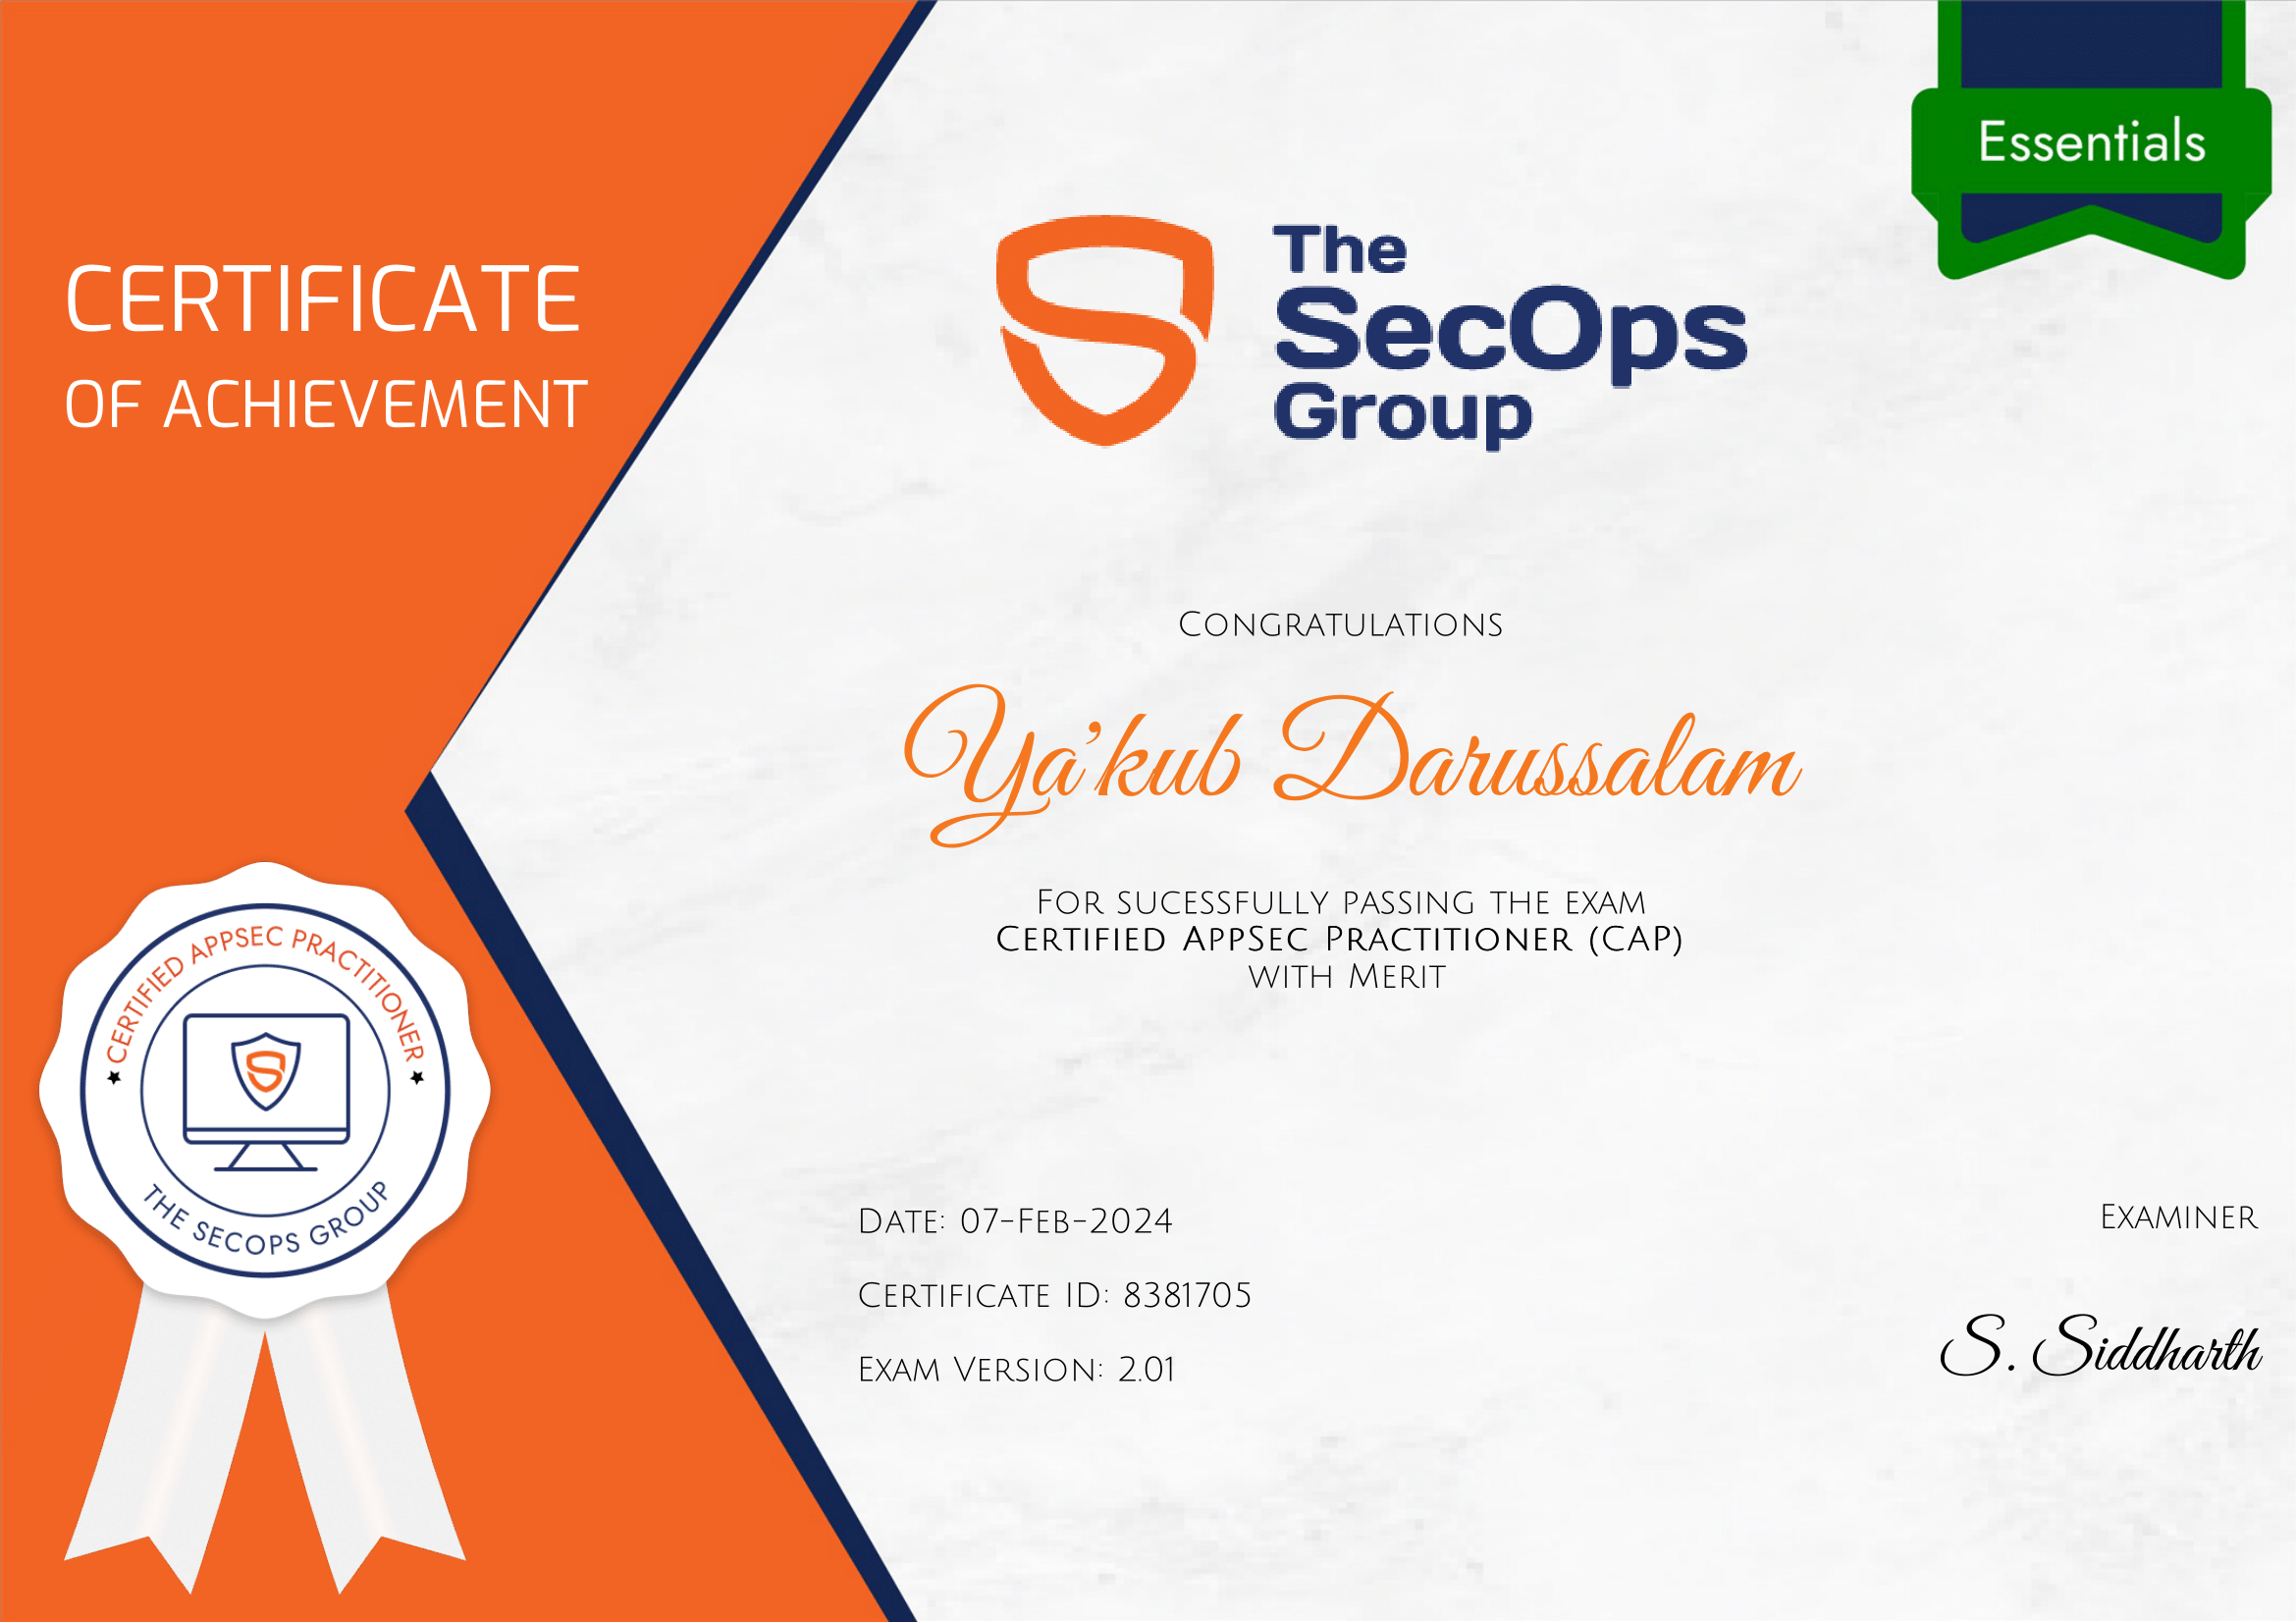 CERTIFICATE
OF ACHIEVEMENT
Essentials
The
SecOps
Group
Congratulations
Ya'kub Darussalam
For sucessfully passing the exam
Certified AppSec Practitioner (CAP)
with Merit
CERTIFIED APPSEC PRACTITIONER
THE SECOPS GROUP
Date: 07-Feb-2024
Certificate ID: 8381705
Exam Version: 2.01
Examiner
S. Siddharth